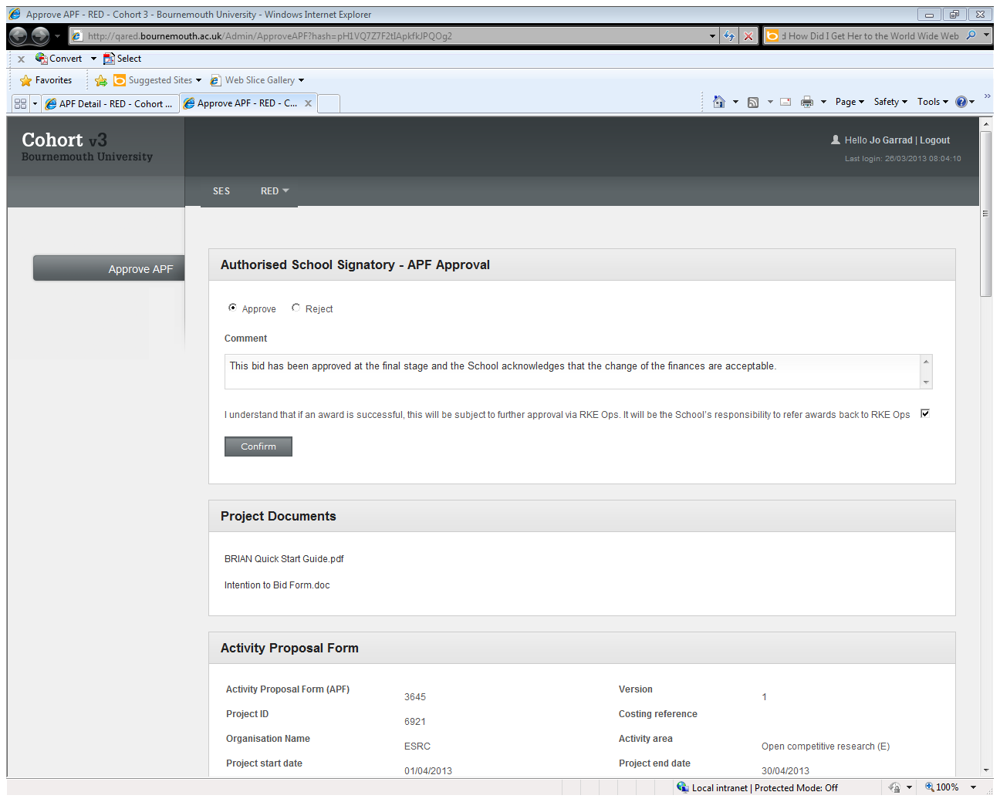 Approve APF - RED - Cohort 3 - Bournemouth University - Windows Internet Explorer
http://qared.bournemouth.ac.uk/Admin/ApproveAPF?hash=pH1VQ7Z7F2tIApkfkJPQOg2
d How Did I Get Her to the World Wide Web
x Convert Select
Favorites Suggested Sites Web Slice Gallery
APF Detail - RED - Cohort ... Approve APF - RED - C... x Page Safety Tools
Cohort v3
Bournemouth University
Hello Jo Garrad | Logout
Last login: 26/03/2013 08:04:10
SES RED
Approve APF
Authorised School Signatory - APF Approval
Approve Reject
Comment
This bid has been approved at the final stage and the School acknowledges that the change of the finances are acceptable.
I understand that if an award is successful, this will be subject to further approval via RKE Ops. It will be the School's responsibility to refer awards back to RKE Ops
Confirm
Project Documents
BRIAN Quick Start Guide.pdf
Intention to Bid Form.doc
Activity Proposal Form
Activity Proposal Form (APF) 3645 Version 1
Project ID 6921 Costing reference
Organisation Name ESRC Activity area Open competitive research (E)
Project start date 01/04/2013 Project end date 30/04/2013
Local intranet | Protected Mode: Off 100%